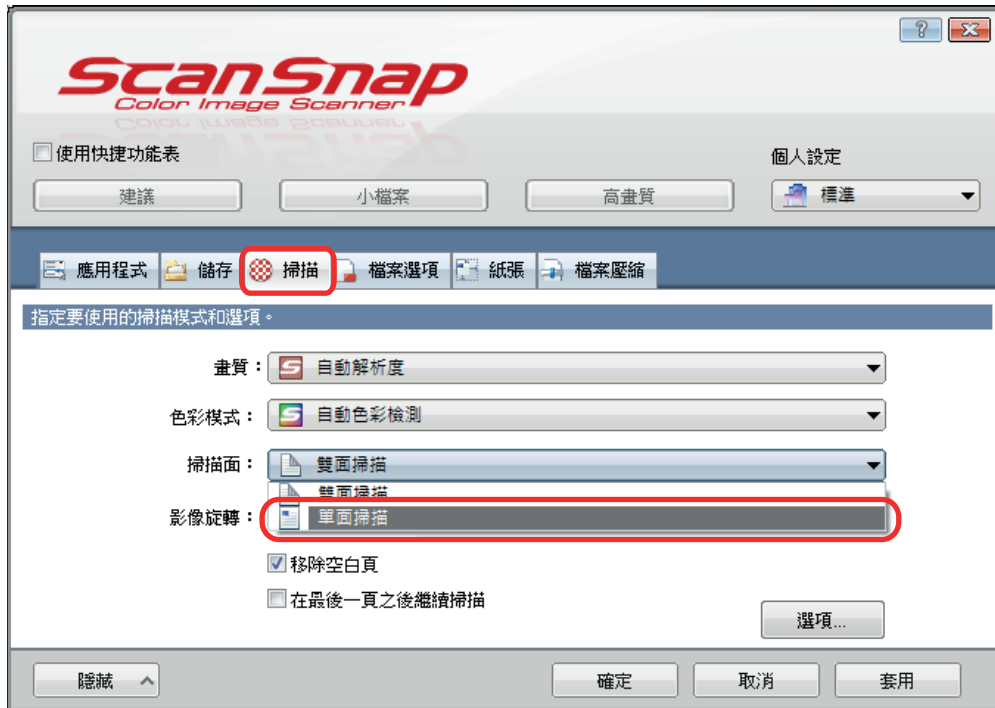 ScanSnap
Color Image Scanner
使用快捷功能表
個人設定
建議 小檔案 高畫質 標準
應用程式 儲存 掃描 檔案選項 紙張 檔案壓縮
指定要使用的掃描模式和選項。
畫質： 自動解析度
色彩模式： 自動色彩檢測
掃描面： 雙面掃描
雙面掃描
影像旋轉： 單面掃描
移除空白頁
在最後一頁之後繼續掃描
選項...
隱藏 確定 取消 套用